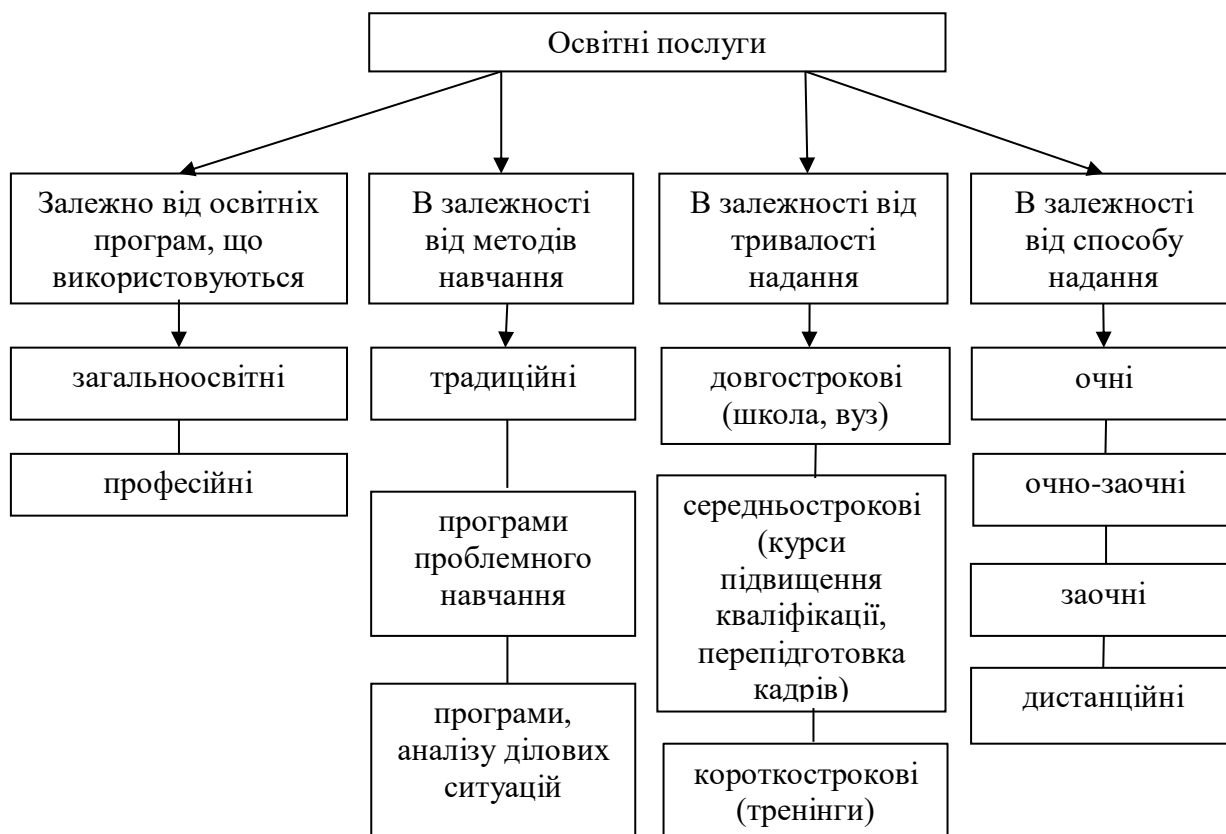 Освітні послуги
Залежно від освітніх
програм, що
використовуються
В залежності
від методів
навчання
В залежності від
тривалості
надання
В залежності
від способу
надання
загальноосвітні
професійні
традиційні
програми
проблемного
навчання
програми,
аналізу ділових
ситуацій
довгострокові
(школа, вуз)
середньострокові
(курси
підвищення
кваліфікації,
перепідготовка
кадрів)
короткострокові
(тренінги)
очні
очно-заочні
заочні
дистанційні